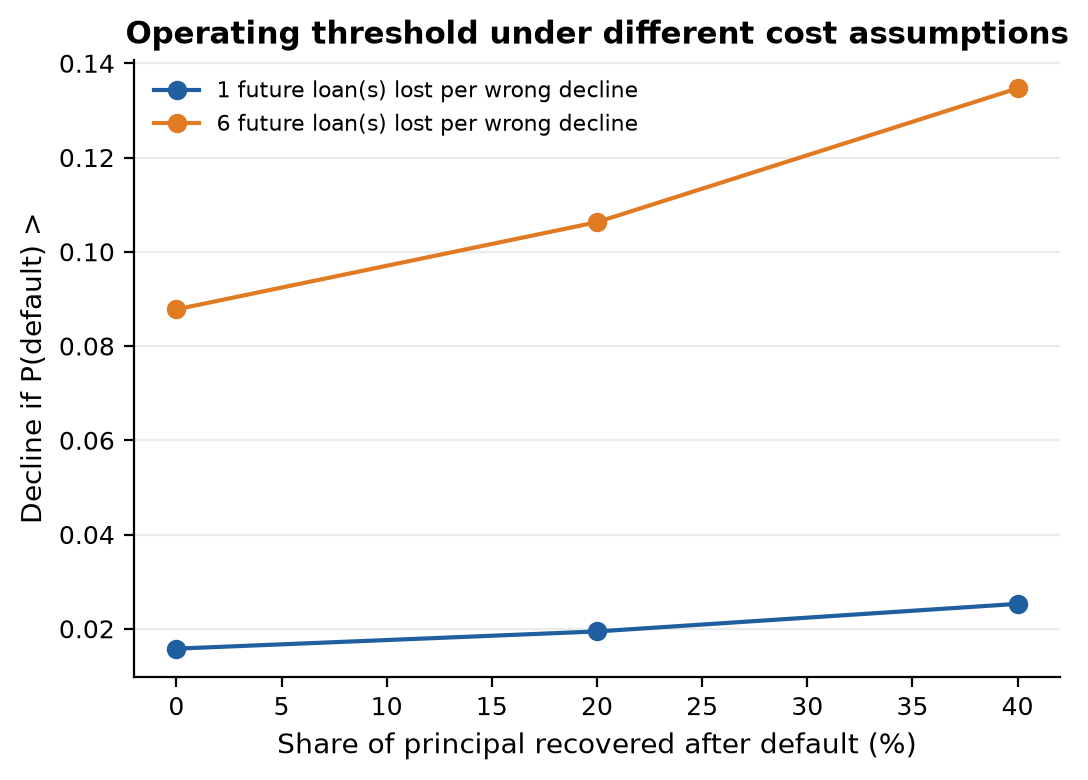 Operating threshold under different cost assumptions
1 future loan(s) lost per wrong decline
6 future loan(s) lost per wrong decline
Decline if P(default) >
0.14
0.12
0.10
0.08
0.06
0.04
0.02
0 5 10 15 20 25 30 35 40
Share of principal recovered after default (%)